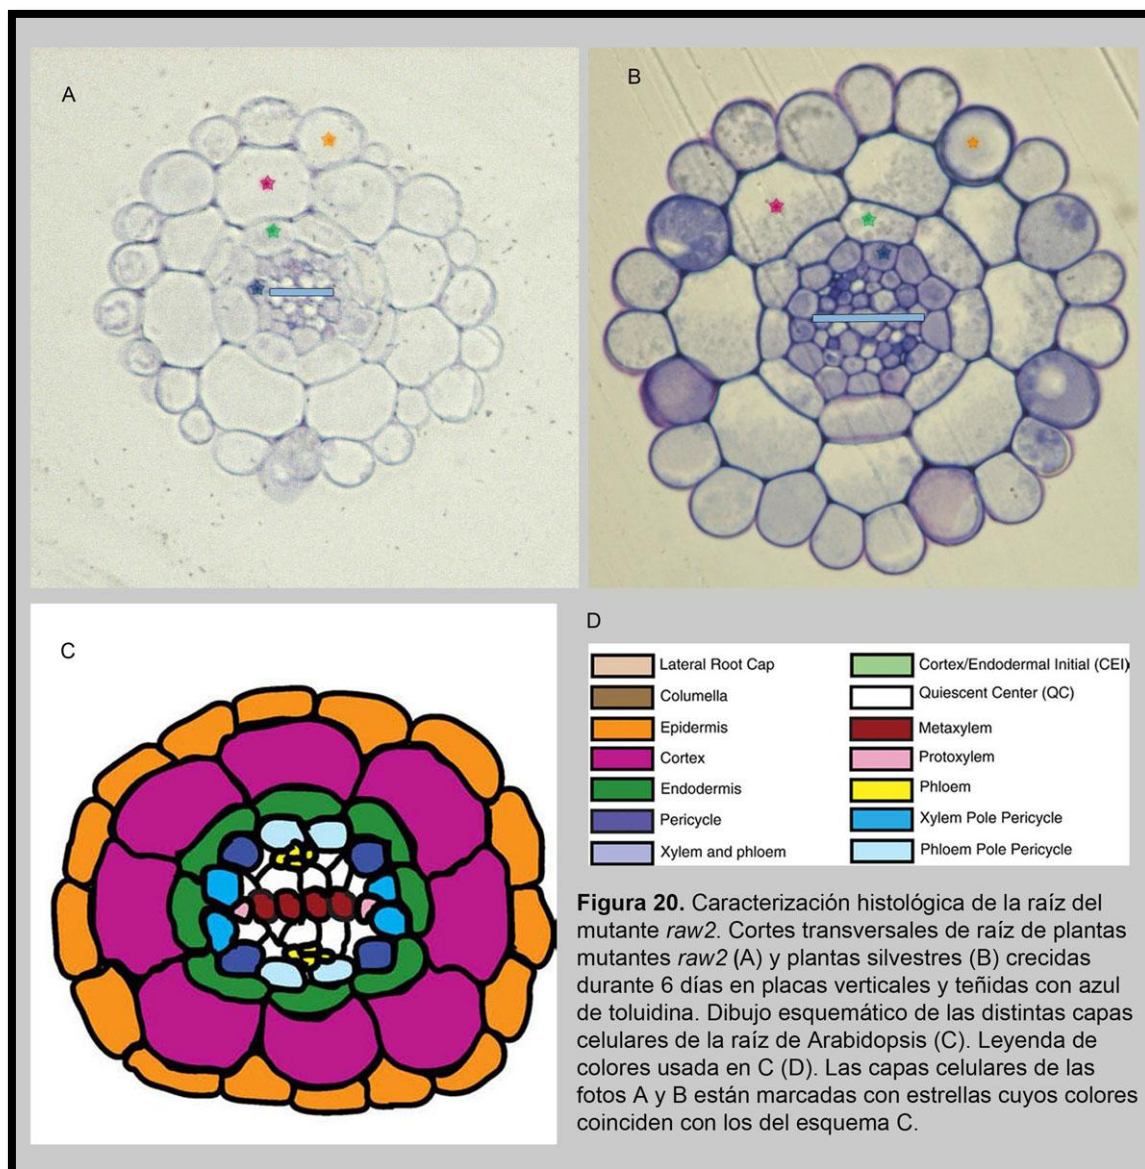 A
B
C
D
Lateral Root Cap
Columella
Epidermis
Cortex
Endodermis
Pericycle
Xylem and phloem
Cortex/Endodermal Initial (CEI)
Quiescent Center (QC)
Metaxylem
Protoxylem
Phloem
Xylem Pole Pericycle
Phloem Pole Pericycle
Figura 20. Caracterización histológica de la raíz del
mutante raw2. Cortes transversales de raíz de plantas
mutantes raw2 (A) y plantas silvestres (B) crecidas
durante 6 días en placas verticales y teñidas con azul
de toluidina. Dibujo esquemático de las distintas capas
celulares de la raíz de Arabidopsis (C). Leyenda de
colores usada en C (D). Las capas celulares de las
fotos A y B están marcadas con estrellas cuyos colores
coinciden con los del esquema C.